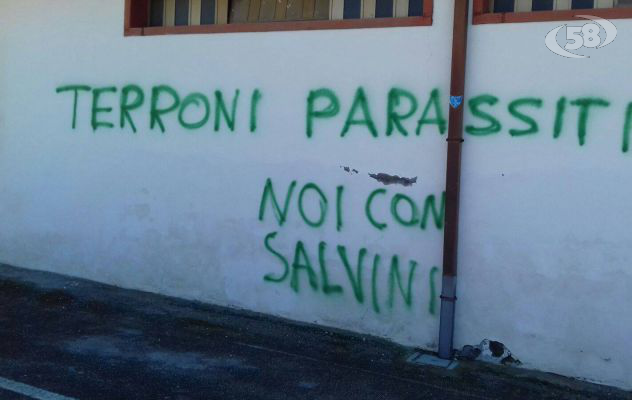 58
TERRONI PARASSITI
NOI CON
SALVINI